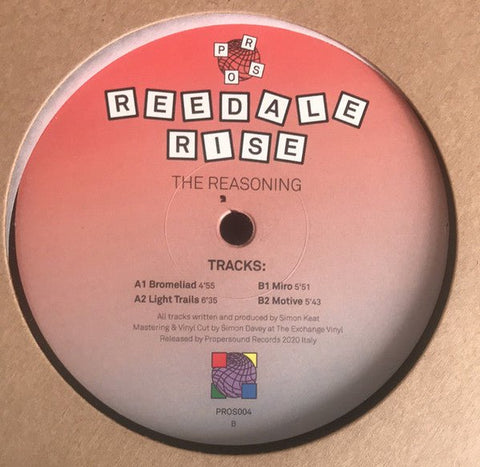 P R O S
REEDALE
RISE
THE REASONING
TRACKS:
A1 Bromeliad 4'55 B1 Miro 5'51
A2 Light Trails 6'35 B2 Motive 5'43
All tracks written and produced by Simon Keat
Mastering & Vinyl Cut by Simon Davey at The Exchange Vinyl
Released by Propersound Records 2020 Italy
PROS004
B